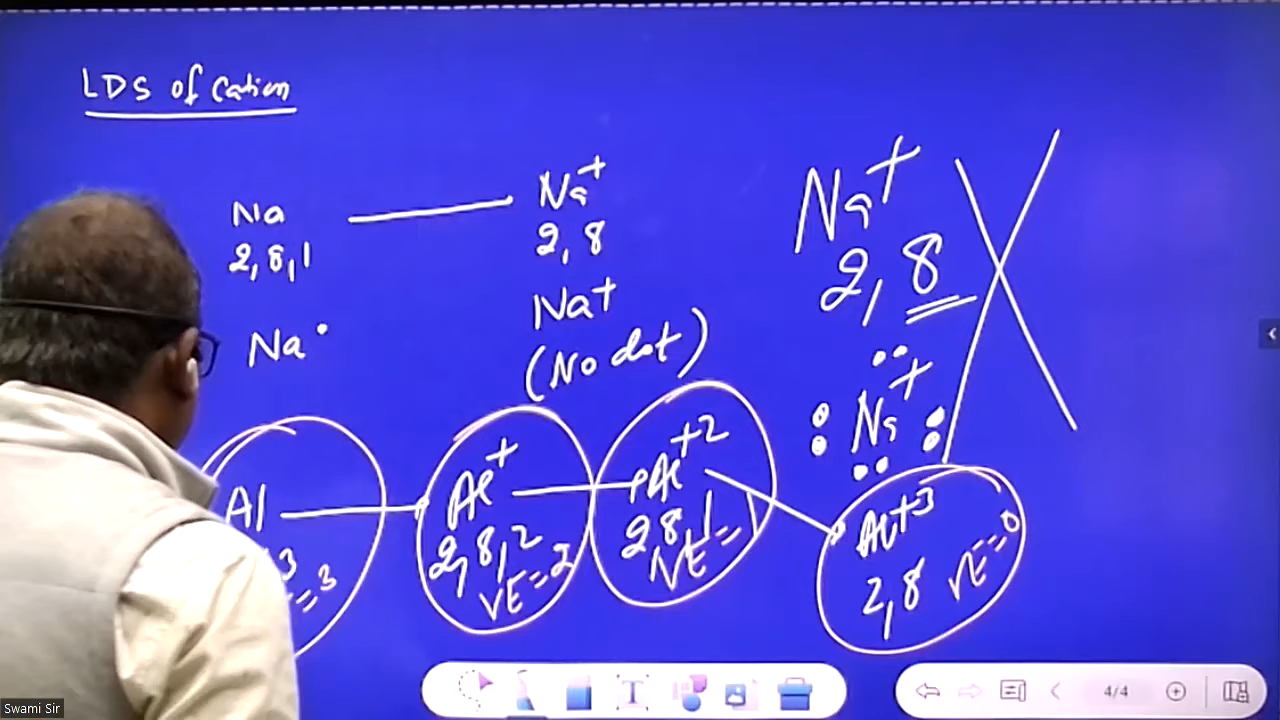 LDS of Cation
Na
2, 8, 1
Na+
2, 8
Na•
Na+
(No dot)
Na+
2, 8
Na+
Al
3
= 3
Al+
2, 8, 2
VE = 2
Al+2
2 8, 1
VE = 1
Al+3
2, 8 VE = 0
T
4/4
Swami Sir